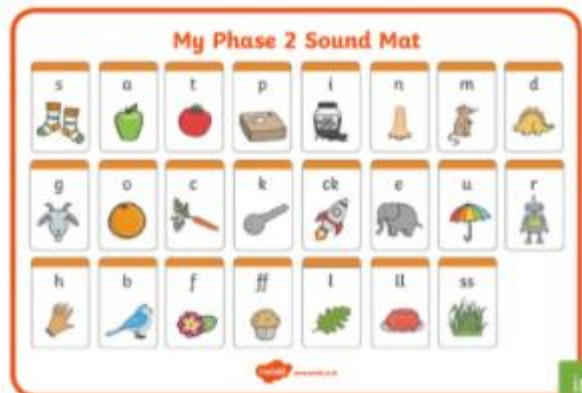 My Phase 2 Sound Mat
s a t p i n m d
g o c k ck e u r
h b f ff l ll ss